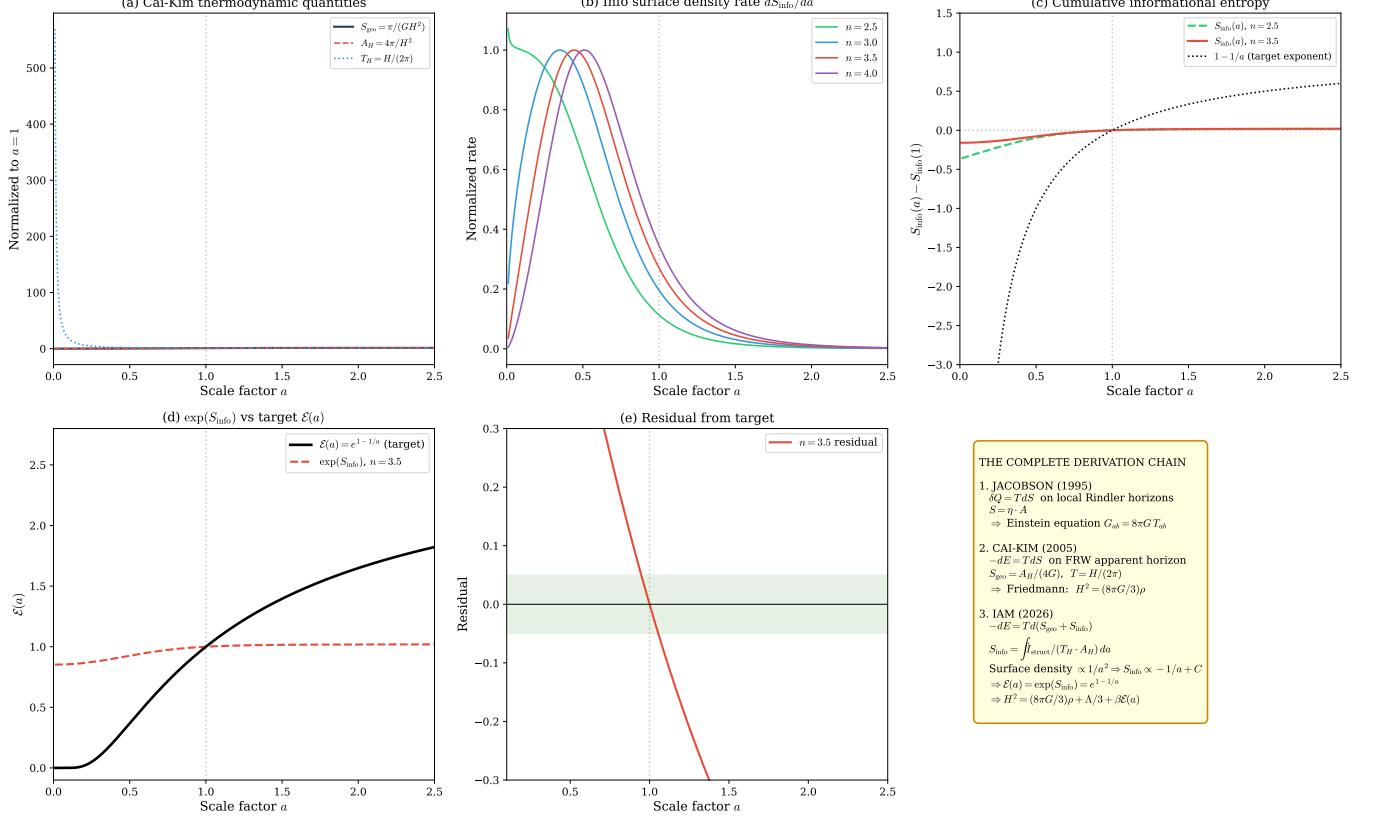 (a) Cai-Kim thermodynamic quantities
S_geo = π/(GH²)
A_H = 4π/H²
T_H = H/(2π)
Normalized to a = 1
500
400
300
200
100
0
0.0 0.5 1.0 1.5 2.0 2.5
Scale factor a
(b) Info surface density rate dS_info/da
n = 2.5
n = 3.0
n = 3.5
n = 4.0
Normalized rate
1.0
0.8
0.6
0.4
0.2
0.0
0.0 0.5 1.0 1.5 2.0 2.5
Scale factor a
(c) Cumulative informational entropy
S_info(a), n = 2.5
S_info(a), n = 3.5
1 − 1/a (target exponent)
S_info(a) − S_info(1)
1.5
1.0
0.5
0.0
−0.5
−1.0
−1.5
−2.0
−2.5
−3.0
0.0 0.5 1.0 1.5 2.0 2.5
Scale factor a
(d) exp(S_info) vs target ℰ(a)
ℰ(a) = e^{1−1/a} (target)
exp(S_info), n = 3.5
ℰ(a)
2.5
2.0
1.5
1.0
0.5
0.0
0.0 0.5 1.0 1.5 2.0 2.5
Scale factor a
(e) Residual from target
n = 3.5 residual
Residual
0.3
0.2
0.1
0.0
−0.1
−0.2
−0.3
0.5 1.0 1.5 2.0 2.5
Scale factor a
THE COMPLETE DERIVATION CHAIN
1. JACOBSON (1995)
δQ = TdS on local Rindler horizons
S = η · A
⇒ Einstein equation G_ab = 8πG T_ab
2. CAI-KIM (2005)
−dE = TdS on FRW apparent horizon
S_geo = A_H/(4G), T = H/(2π)
⇒ Friedmann: H² = (8πG/3)ρ
3. IAM (2026)
−dE = Td(S_geo + S_info)
S_info = ∫İ_struct/(T_H · A_H) da
Surface density ∝ 1/a² ⇒ S_info ∝ −1/a + C
⇒ ℰ(a) = exp(S_info) = e^{1−1/a}
⇒ H² = (8πG/3)ρ + Λ/3 + βℰ(a)